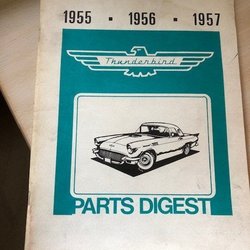 1955 ▪ 1956 ▪ 1957
Thunderbird
PARTS DIGEST